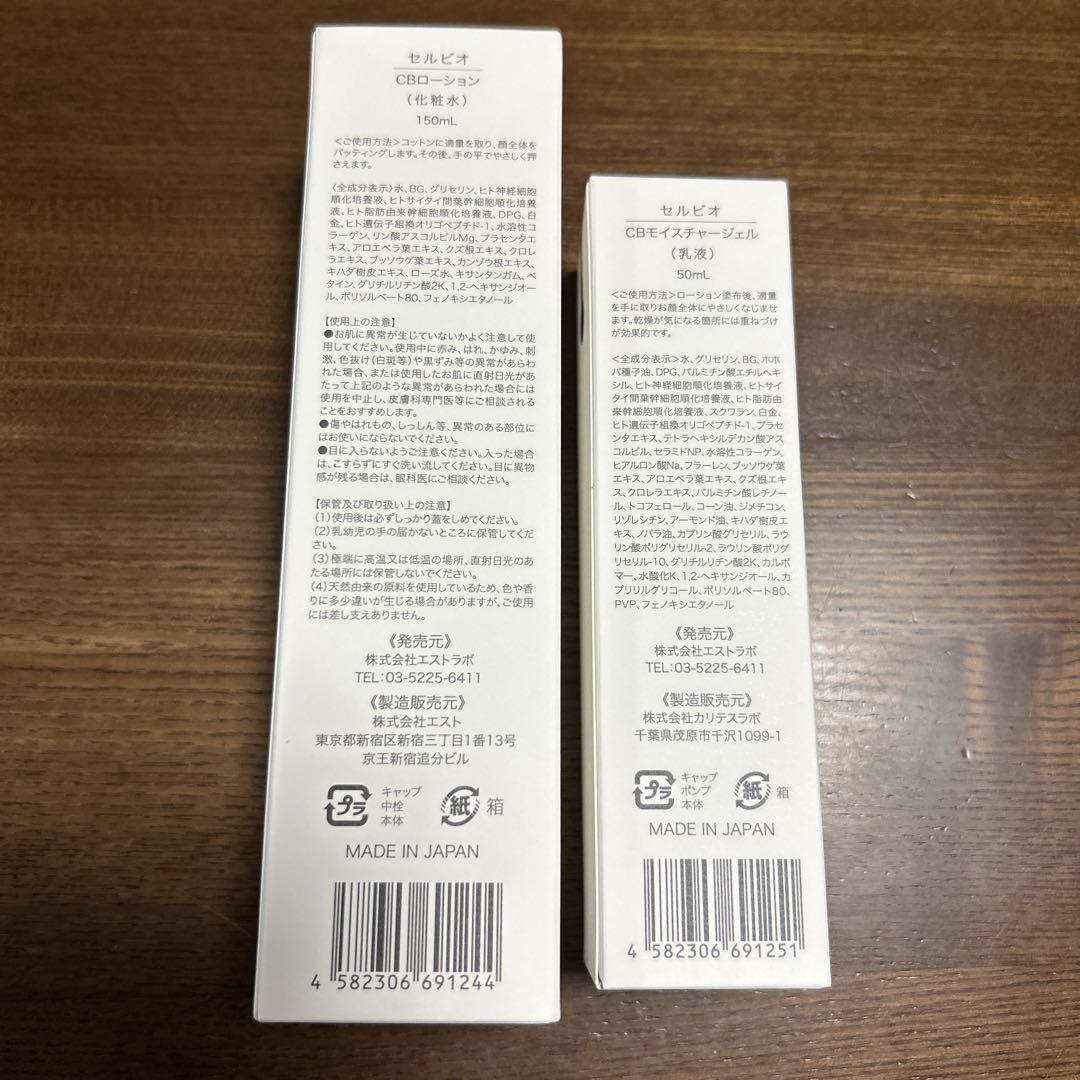 セルビオ
CBローション
（化粧水）
150mL
〈ご使用方法〉コットンに適量を取り、顔全体を
パッティングします。その後、手の平でやさしく押
さえます。
〈全成分表示〉水、BG、グリセリン、ヒト神経細胞
順化培養液、ヒトサイタイ間葉幹細胞順化培養
液、ヒト脂肪由来幹細胞順化培養液、DPG、白
金、ヒト遺伝子組換オリゴペプチド-1、水溶性コ
ラーゲン、リン酸アスコルビルMg、プラセンタエ
キス、アロエベラ葉エキス、クズ根エキス、クロレ
ラエキス、ブッソウゲ葉エキス、カンゾウ根エキス、
キハダ樹皮エキス、ローズ水、キサンタンガム、ベ
タイン、グリチルリチン酸2K、1,2-ヘキサンジオー
ル、ポリソルベート80、フェノキシエタノール
【使用上の注意】
●お肌に異常が生じていないかよく注意して使
用してください。使用中に赤み、はれ、かゆみ、刺
激、色抜け（白斑等）や黒ずみ等の異常があらわ
れた場合、または使用したお肌に直射日光があ
たって上記のような異常があらわれた場合には
使用を中止し、皮膚科専門医等にご相談される
ことをおすすめします。
●傷やはれもの、しっしん等、異常のある部位に
はお使いにならないでください。
●目に入らないようご注意ください。入った場合
は、こすらずにすぐ洗い流してください。目に異物
感が残る場合は、眼科医にご相談ください。
【保管及び取り扱い上の注意】
（1）使用後は必ずしっかり蓋をしめてください。
（2）乳幼児の手の届かないところに保管してくださ
い。
（3）極端に高温又は低温の場所、直射日光のあ
たる場所には保管しないでください。
（4）天然由来の原料を使用しているため、色や香
りに多少違いが生じる場合がありますが、ご使用
には差し支えありません。
《発売元》
株式会社エストラボ
TEL:03-5225-6411
《製造販売元》
株式会社エスト
東京都新宿区新宿三丁目1番13号
京王新宿追分ビル
プラ
キャップ
中栓
本体
紙
箱
MADE IN JAPAN
4 582306 691244
セルビオ
CBモイスチャージェル
（乳液）
50mL
〈ご使用方法〉ローション塗布後、適量
を手に取りお顔全体にやさしくなじませ
ます。乾燥が気になる箇所には重ねづけ
が効果的です。
〈全成分表示〉水、グリセリン、BG、ホホ
バ種子油、DPG、パルミチン酸エチルヘキ
シル、ヒト神経細胞順化培養液、ヒトサイ
タイ間葉幹細胞順化培養液、ヒト脂肪由
来幹細胞順化培養液、スクワラン、白金、
ヒト遺伝子組換オリゴペプチド-1、プラセ
ンタエキス、テトラヘキシルデカン酸アス
コルビル、セラミドNP、水溶性コラーゲン、
ヒアルロン酸Na、フラーレン、ブッソウゲ葉
エキス、アロエベラ葉エキス、クズ根エキ
ス、クロレラエキス、パルミチン酸レチノー
ル、トコフェロール、コーン油、ジメチコン、
リゾレシチン、アーモンド油、キハダ樹皮エ
キス、ノバラ油、カプリン酸グリセリル、ラウ
リン酸ポリグリセリル-2、ラウリン酸ポリグ
リセリル-10、グリチルリチン酸2K、カルボ
マー、水酸化K、1,2-ヘキサンジオール、カ
プリリルグリコール、ポリソルベート80、
PVP、フェノキシエタノール
《発売元》
株式会社エストラボ
TEL:03-5225-6411
《製造販売元》
株式会社カリテスラボ
千葉県茂原市千沢1099-1
プラ
キャップ
ポンプ
本体
紙
箱
MADE IN JAPAN
4 582306 691251